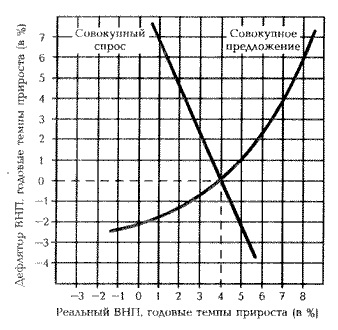 Совокупный
спрос
Совокупное
предложение
Дефлятор ВНП, годовые темпы прироста (в %)
7
6
5
4
3
2
1
0
−1
−2
−3
−4
−3 −2 −1 0 1 2 3 4 5 6 7 8
Реальный ВНП, годовые темпы прироста (в %)